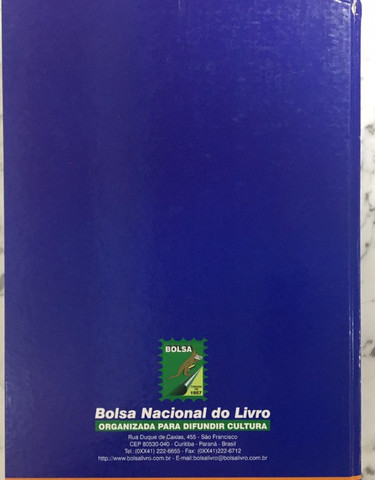 BOLSA
1967
Bolsa Nacional do Livro
ORGANIZADA PARA DIFUNDIR CULTURA
Rua Duque de Caxias, 455 - São Francisco
CEP 80530-040 - Curitiba - Paraná - Brasil
Tel.:(0XX41) 222-6655 - Fax: (0XX41)222-6712
http://www.bolsalivro.com.br - E-mail:bolsalivro@bolsalivro.com.br